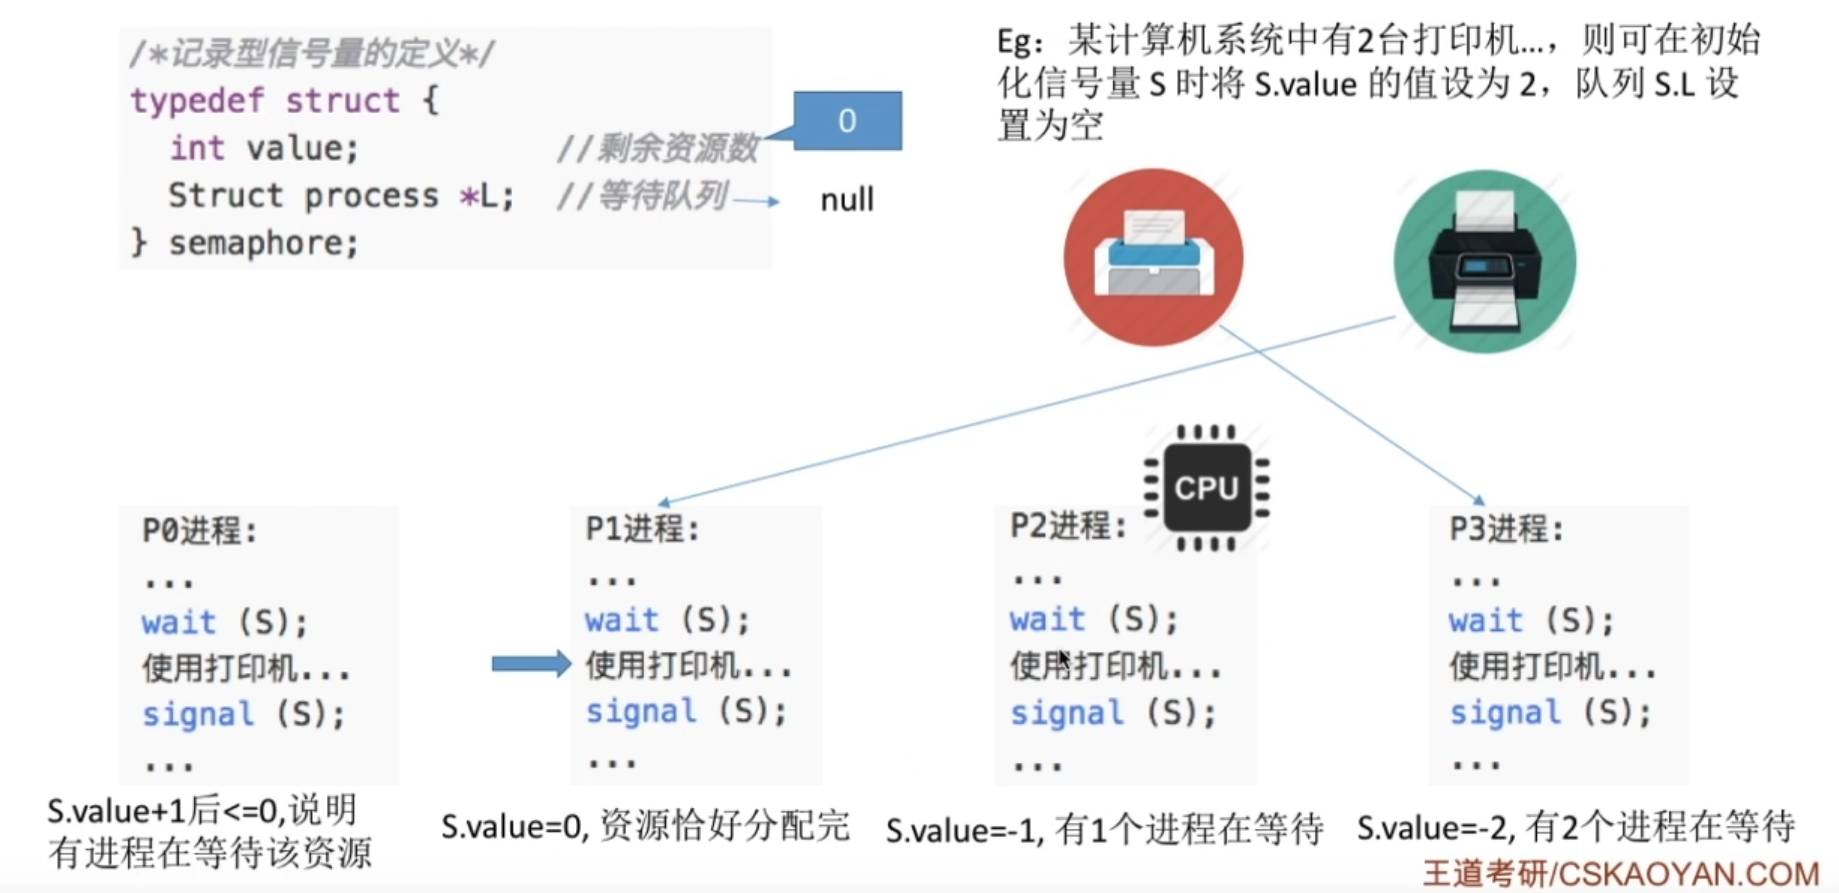 /*记录型信号量的定义*/
typedef struct {
int value; //剩余资源数
Struct process *L; //等待队列
} semaphore;
0
null
Eg：某计算机系统中有2台打印机...，则可在初始
化信号量 S 时将 S.value 的值设为 2，队列 S.L 设
置为空
CPU
P0进程:
...
wait (S);
使用打印机...
signal (S);
...
S.value+1后<=0,说明
有进程在等待该资源
P1进程:
...
wait (S);
使用打印机...
signal (S);
...
S.value=0, 资源恰好分配完
P2进程:
...
wait (S);
使用打印机...
signal (S);
...
S.value=-1, 有1个进程在等待
P3进程:
...
wait (S);
使用打印机...
signal (S);
...
S.value=-2, 有2个进程在等待
王道考研/CSKAOYAN.COM